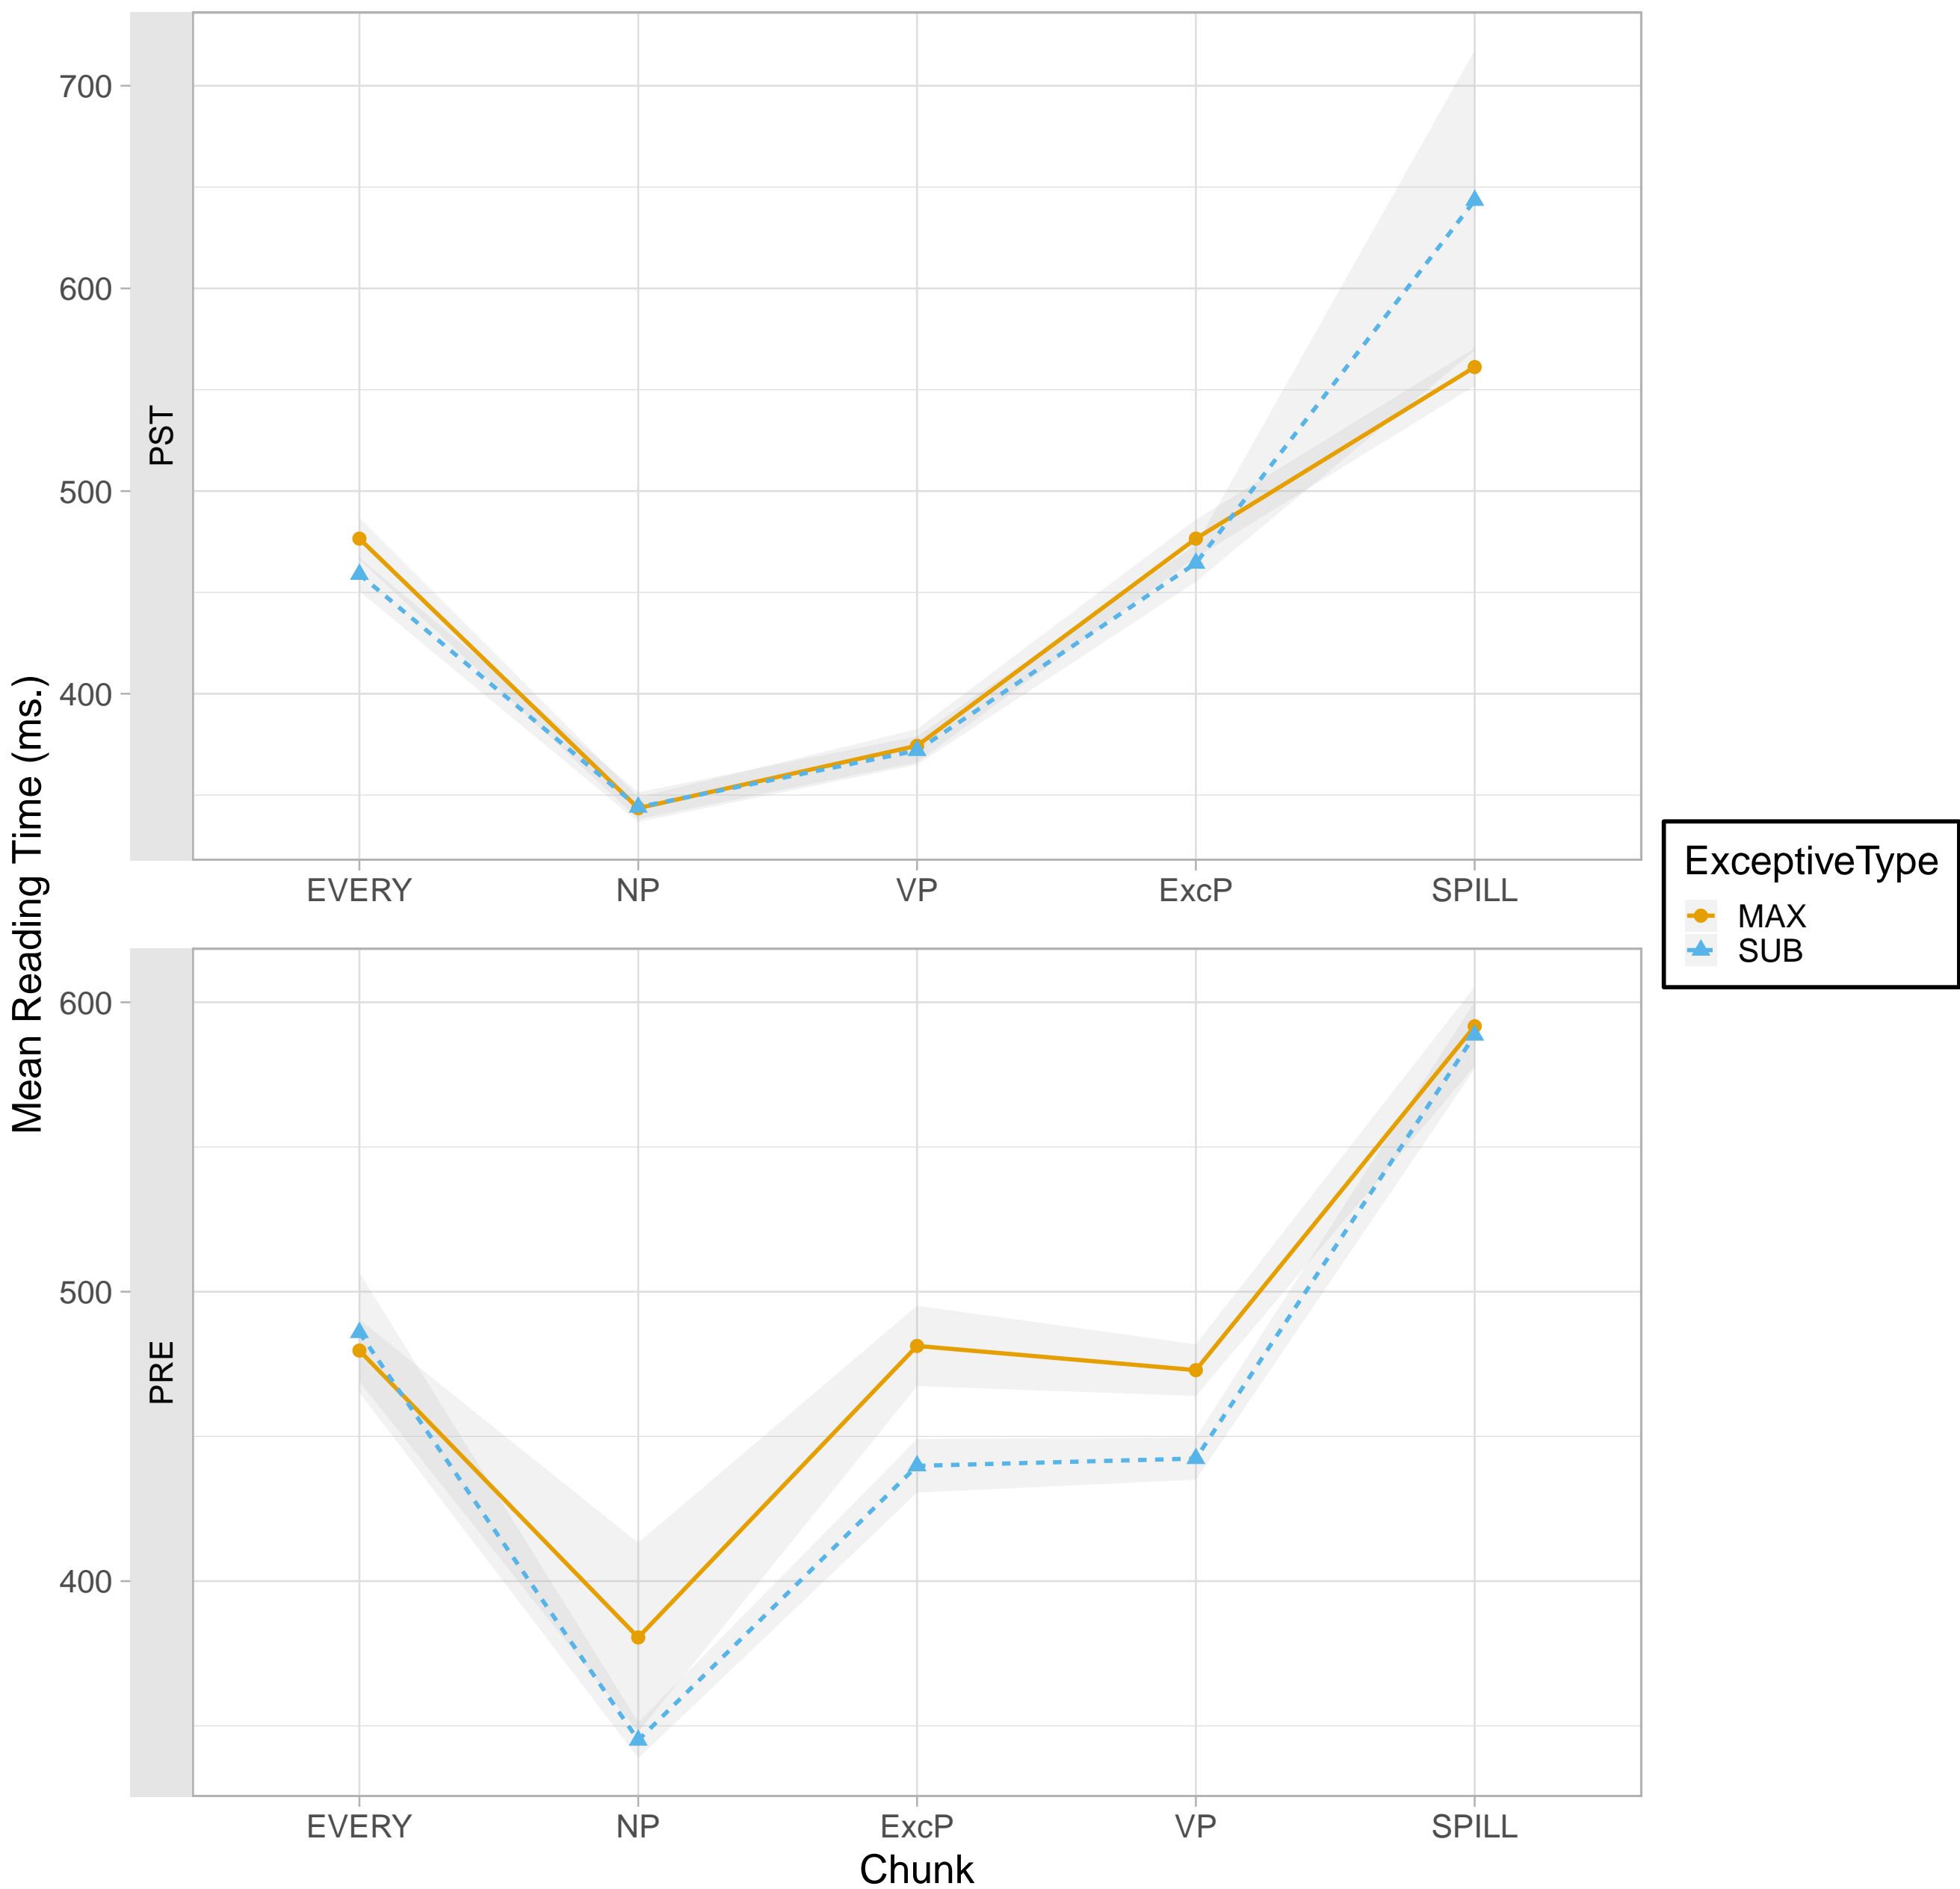 Mean Reading Time (ms.)
PST
700
600
500
400
EVERY NP VP ExcP SPILL
PRE
600
500
400
EVERY NP ExcP VP SPILL
Chunk
ExceptiveType
MAX
SUB